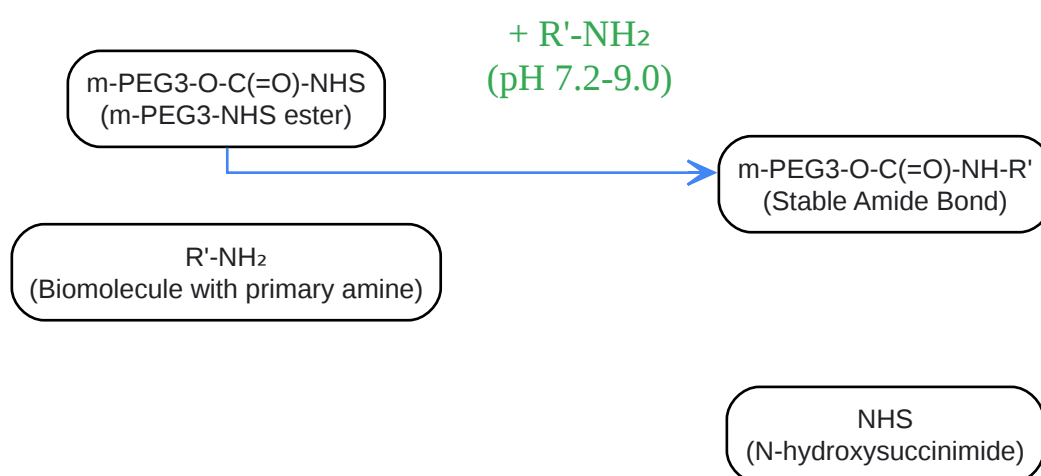 + R'-NH₂
(pH 7.2-9.0)
m-PEG3-O-C(=O)-NHS
(m-PEG3-NHS ester)
m-PEG3-O-C(=O)-NH-R'
(Stable Amide Bond)
R'-NH₂
(Biomolecule with primary amine)
NHS
(N-hydroxysuccinimide)